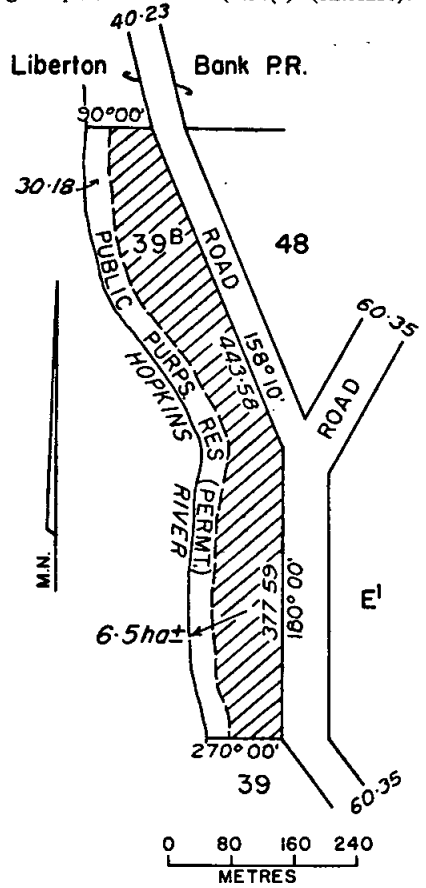 40·23
Liberton Bank P.R.
90°00'
30·18
39B
48
PUBLIC PURPS. RES (PERMT.)
HOPKINS RIVER
ROAD
158°10'
443·58
60·35
ROAD
M.N.
377 59
180°00'
E1
6·5ha±
270°00'
39
60·35
0 80 160 240
METRES